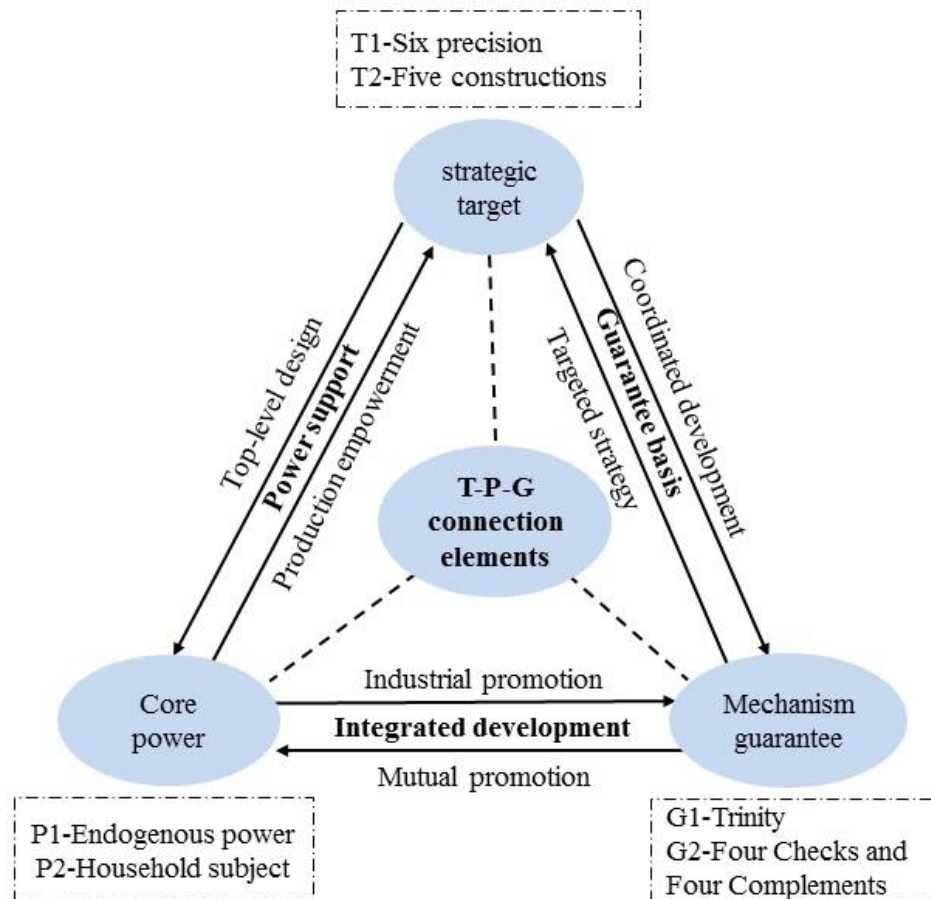 T1-Six precision
T2-Five constructions
strategic
target
Top-level design
Power support
Production empowerment
Targeted strategy
Guarantee basis
Coordinated development
T-P-G
connection
elements
Core
power
Industrial promotion
Integrated development
Mutual promotion
Mechanism
guarantee
P1-Endogenous power
P2-Household subject
G1-Trinity
G2-Four Checks and
Four Complements